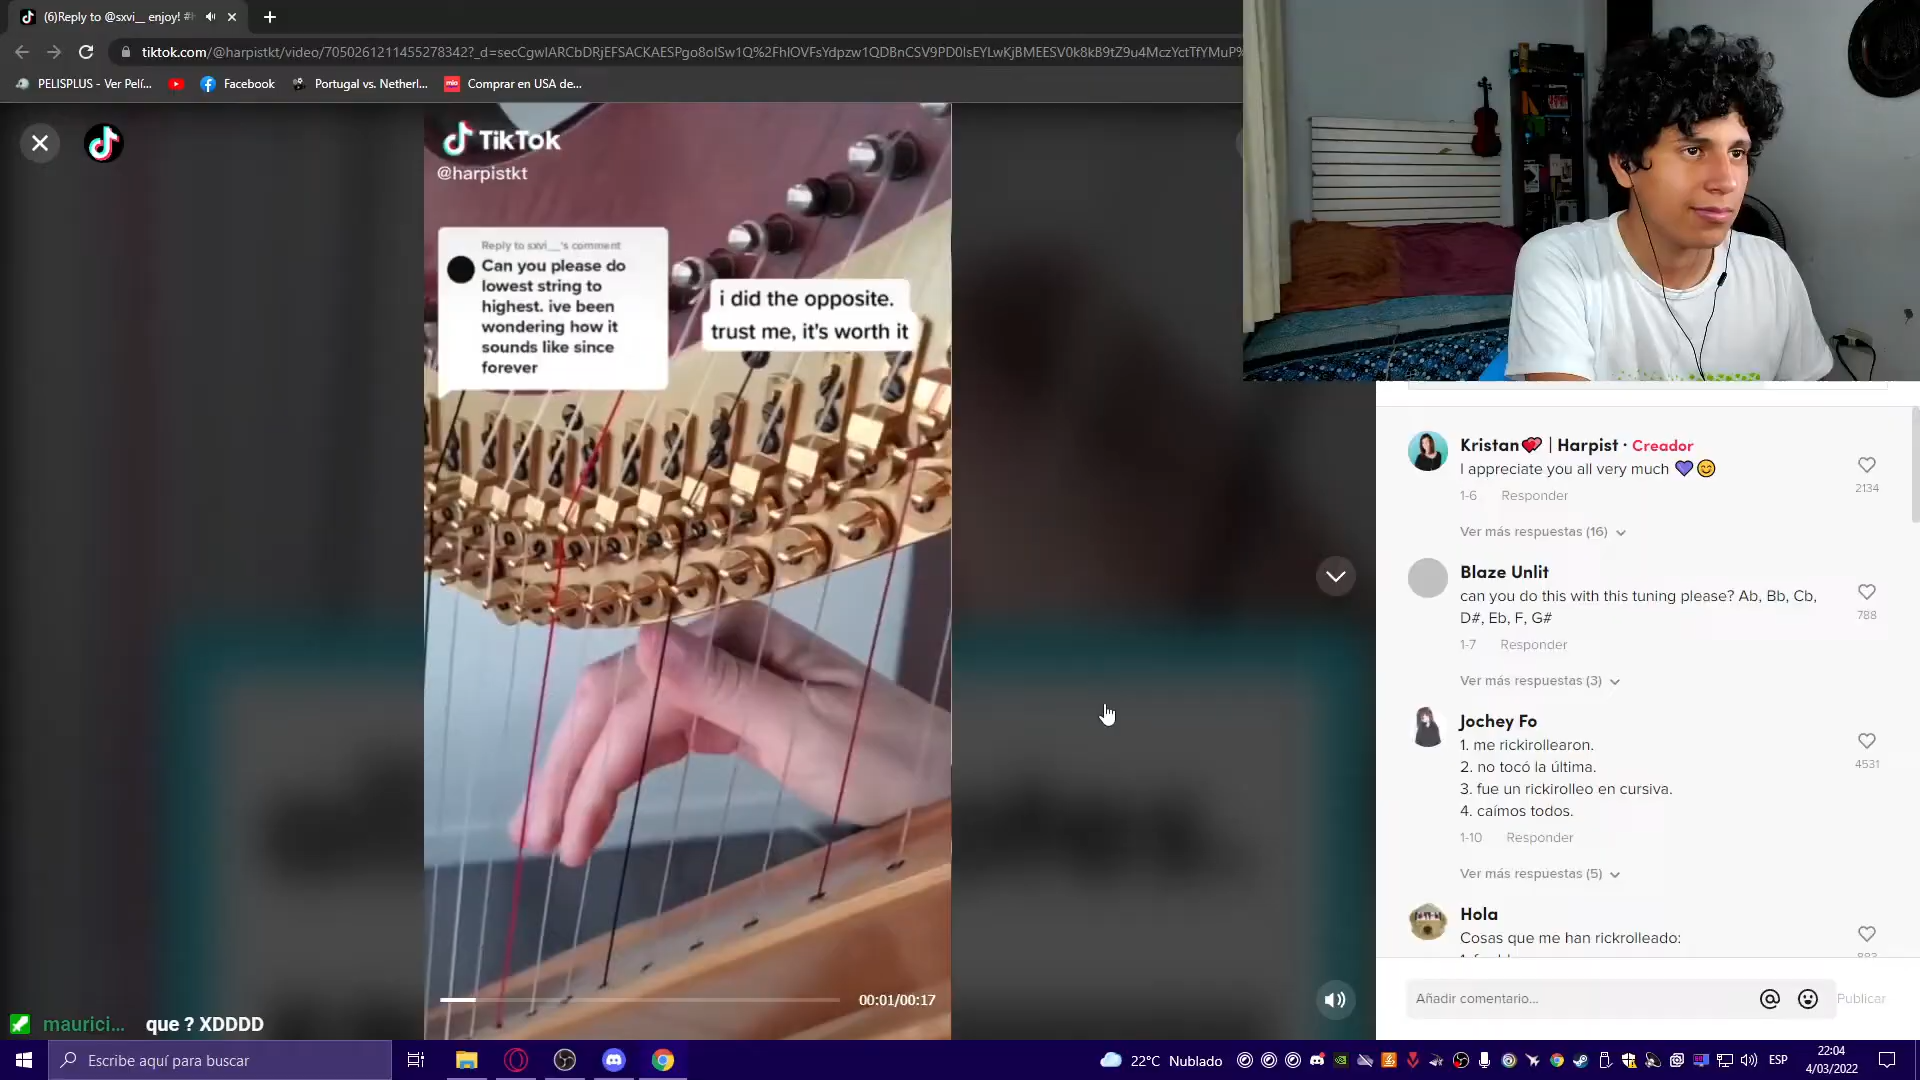 (6)Reply to @sxvi__ enjoy!
tiktok.com/@harpistkt/video/7050261211455278342?_d=
PELISPLUS - Ver Pelí...
Facebook
Portugal vs. Netherl...
Comprar en USA de...
TikTok
@harpistkt
Reply to sxvi__'s comment
Can you please do
lowest string to
highest. ive been
wondering how it
sounds like since
forever
i did the opposite.
trust me, it's worth it
00:01/00:17
Kristan💕 | Harpist · Creador
I appreciate you all very much 💜😊
2134
1-6 Responder
Ver más respuestas (16)
Blaze Unlit
can you do this with this tuning please? Ab, Bb, Cb,
D#, Eb, F, G#
788
1-7 Responder
Ver más respuestas (3)
Jochey Fo
1. me rickirollearon.
2. no tocó la última.
4531
3. fue un rickirolleo en cursiva.
4. caímos todos.
1-10 Responder
Ver más respuestas (5)
Hola
Cosas que me han rickrolleado:
Añadir comentario...
Publicar
maurici... que ? XDDDD
Escribe aquí para buscar
22°C Nublado
ESP
22:04
4/03/2022